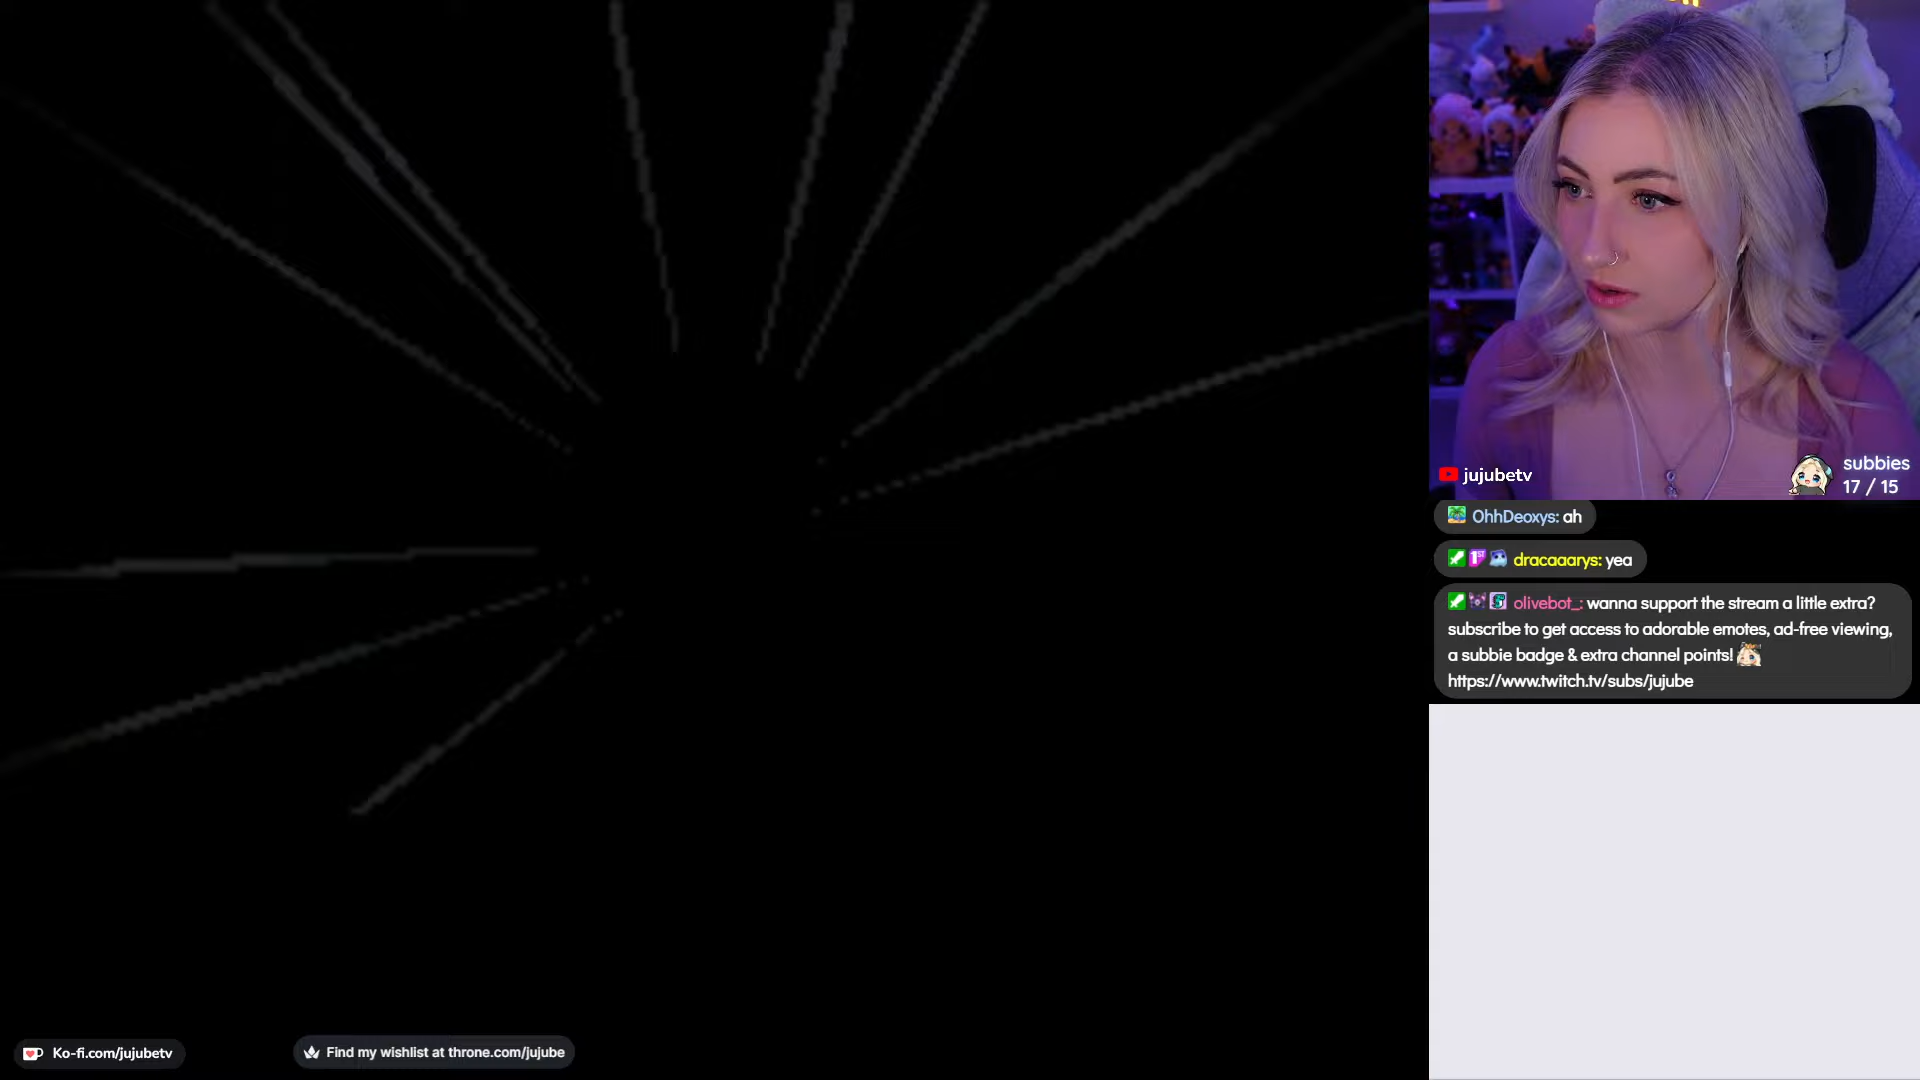 jujubetv
subbies
17 / 15
OhhDeoxys: ah
dracaaarys: yea
olivebot_: wanna support the stream a little extra?
subscribe to get access to adorable emotes, ad-free viewing,
a subbie badge & extra channel points!
https://www.twitch.tv/subs/jujube
Ko-fi.com/jujubetv
Find my wishlist at throne.com/jujube